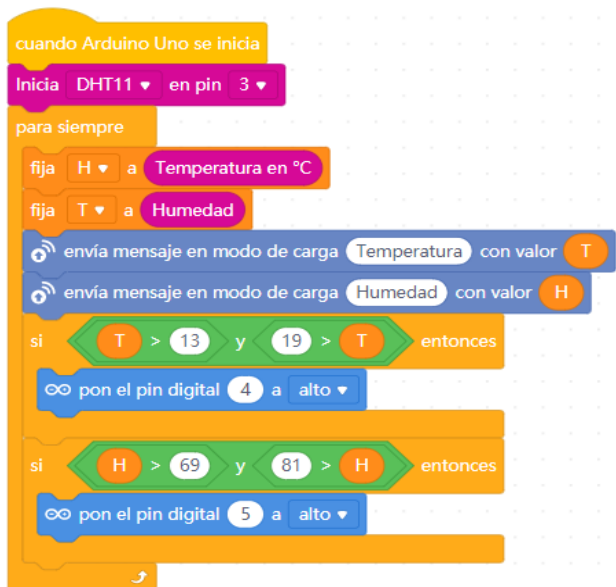 cuando Arduino Uno se inicia
Inicia DHT11 en pin 3
para siempre
fija H a Temperatura en °C
fija T a Humedad
envía mensaje en modo de carga Temperatura con valor T
envía mensaje en modo de carga Humedad con valor H
si T > 13 y 19 > T entonces
pon el pin digital 4 a alto
si H > 69 y 81 > H entonces
pon el pin digital 5 a alto